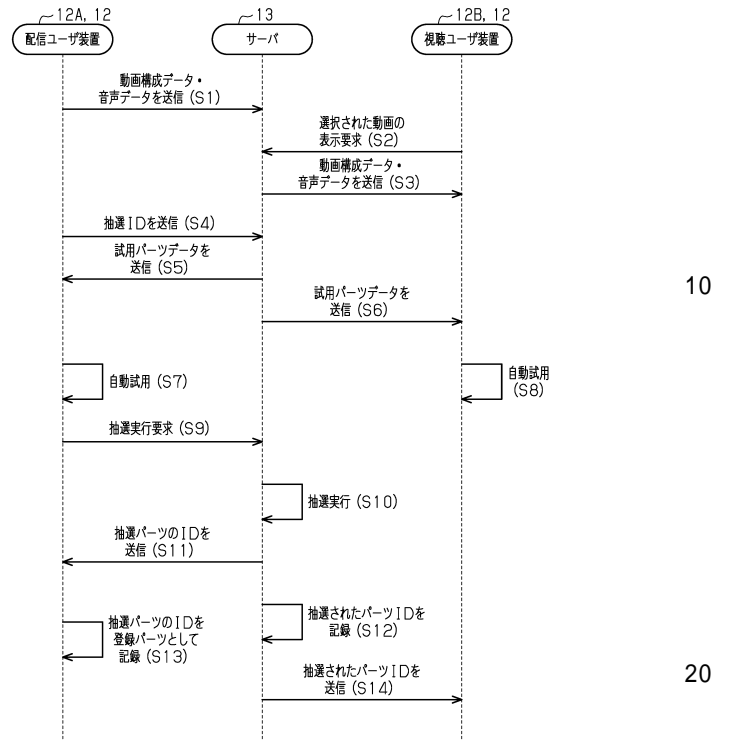 12A, 12
13
12B, 12
配信ユーザ装置
サーバ
視聴ユーザ装置
動画構成データ・
音声データを送信（S1）
選択された動画の
表示要求（S2）
動画構成データ・
音声データを送信（S3）
抽選IDを送信（S4）
試用パーツデータを
送信（S5）
10
試用パーツデータを
送信（S6）
自動試用（S7）
自動試用
（S8）
抽選実行要求（S9）
抽選実行（S10）
抽選パーツのIDを
送信（S11）
抽選パーツのIDを
登録パーツとして
記録（S13）
抽選されたパーツIDを
記録（S12）
抽選されたパーツIDを
送信（S14）
20